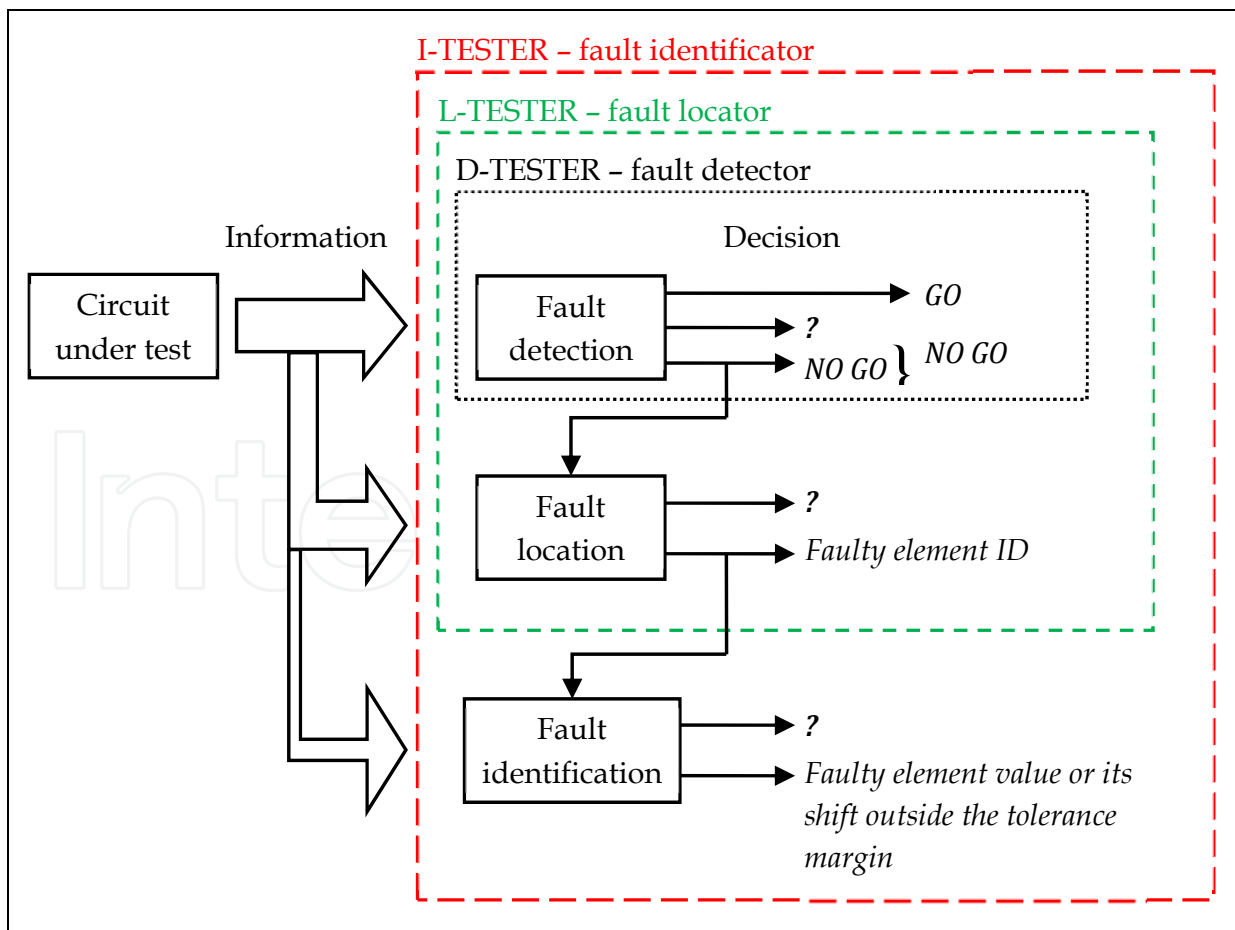 I-TESTER – fault identificator
L-TESTER – fault locator
D-TESTER – fault detector
Information
Decision
Circuit
under test
Fault
detection
GO
?
NO GO } NO GO
Fault
location
?
Faulty element ID
Fault
identification
?
Faulty element value or its
shift outside the tolerance
margin
Inte